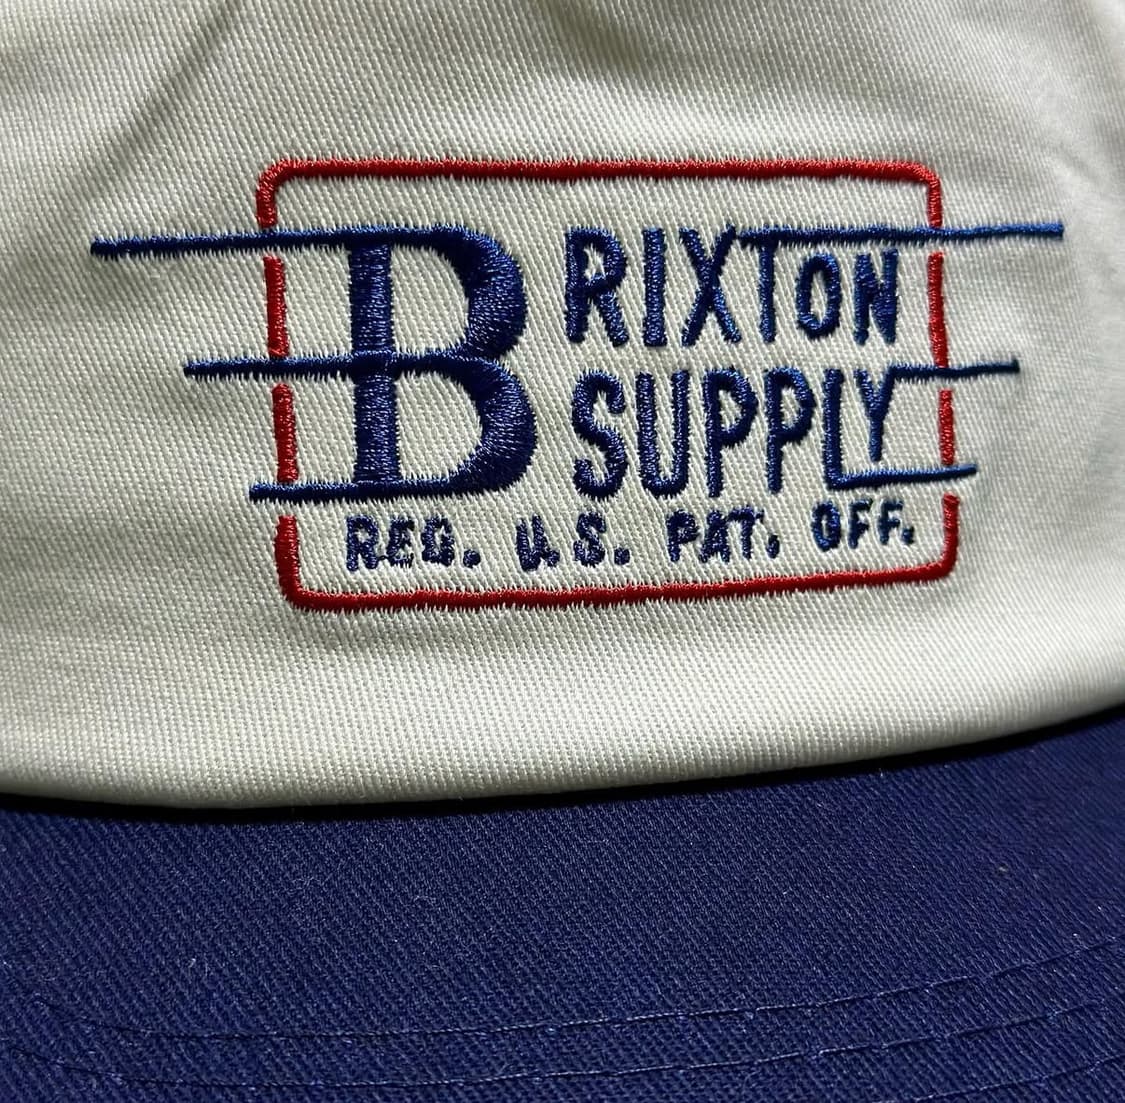 BRIXTON
SUPPLY
REG. U.S. PAT. OFF.